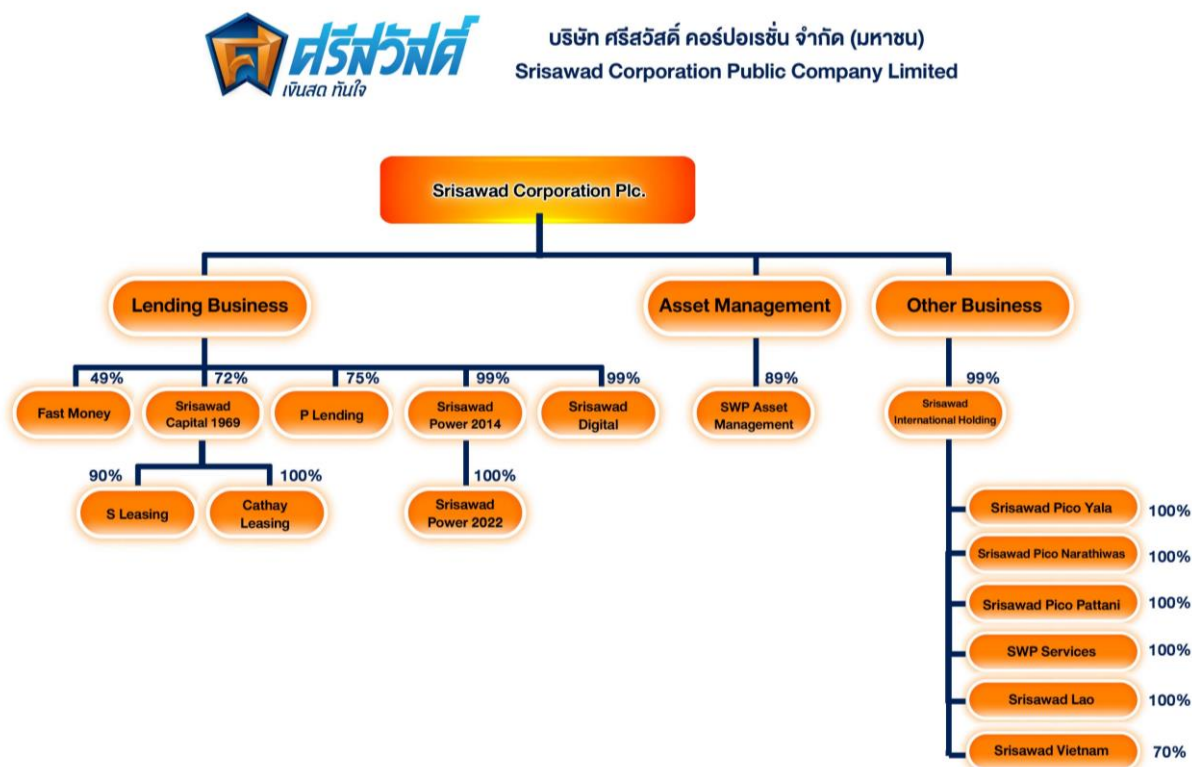 ศรีสวัสดิ์
เงินสด ทันใจ
บริษัท ศรีสวัสดิ์ คอร์ปอเรชั่น จำกัด (มหาชน)
Srisawad Corporation Public Company Limited
Srisawad Corporation Plc.
Lending Business
Asset Management
Other Business
49%
72%
75%
99%
99%
89%
99%
Fast Money
Srisawad
Capital 1969
P Lending
Srisawad
Power 2014
Srisawad
Digital
SWP Asset
Management
Srisawad
International Holding
90%
100%
100%
S Leasing
Cathay
Leasing
Srisawad
Power 2022
Srisawad Pico Yala
100%
Srisawad Pico Narathiwas
100%
Srisawad Pico Pattani
100%
SWP Services
100%
Srisawad Lao
100%
Srisawad Vietnam
70%